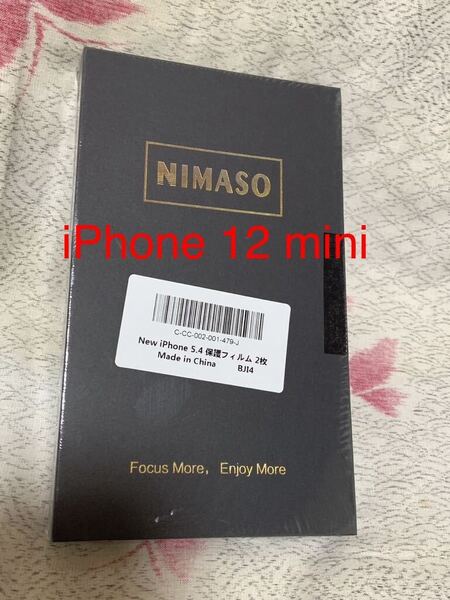 NIMASO
iPhone 12 mini
C-CC-002-001-479-J
New iPhone 5.4 保護フィルム 2枚
Made in China BJI4
Focus More, Enjoy More